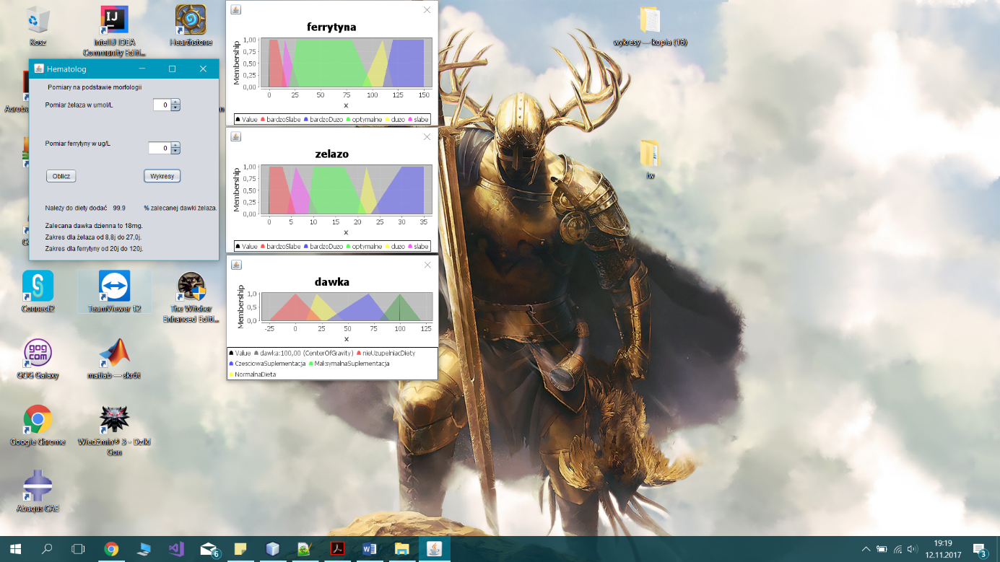 Kosz
IntelliJ IDEA
Community Editi...
Hearthstone
wykresy — kopia (16)
lw
Hematolog
Pomiary na podstawie morfologii
Pomiar żelaza w umol/L
0
Pomiar ferrytyny w ug/L
0
Oblicz
Wykresy
Należy do diety dodać 99.9 % zalecanej dawki żelaza.
Zalecana dawka dzienna to 18mg.
Zakres dla żelaza od 8,8j do 27,0j.
Zakres dla ferrytyny od 20j do 120j.
ferrytyna
Membership
1,00
0,75
0,50
0,25
0,00
0 25 50 75 100 125 150
x
Value bardzoSlabe bardzoDuzo optymalne duzo slabe
zelazo
Membership
1,00
0,75
0,50
0,25
0,00
0 5 10 15 20 25 30 35
x
Value bardzoSlabe bardzoDuzo optymalne duzo slabe
dawka
Membership
1,0
0,5
0,0
-25 0 25 50 75 100 125
x
Value dawka:100,00 (CenterOfGravity) nieUzupelniacDiety
CzesciowaSuplementacja MaksymalnaSuplementacja
NormalnaDieta
Connect2
TeamViewer 12
The Witcher
Enhanced Editi...
gog
com
GOG Galaxy
matlab — skrót
Google Chrome
Wiedźmin® 3 - Dziki
Gon
Abaqus CAE
6
19:19
12.11.2017
3